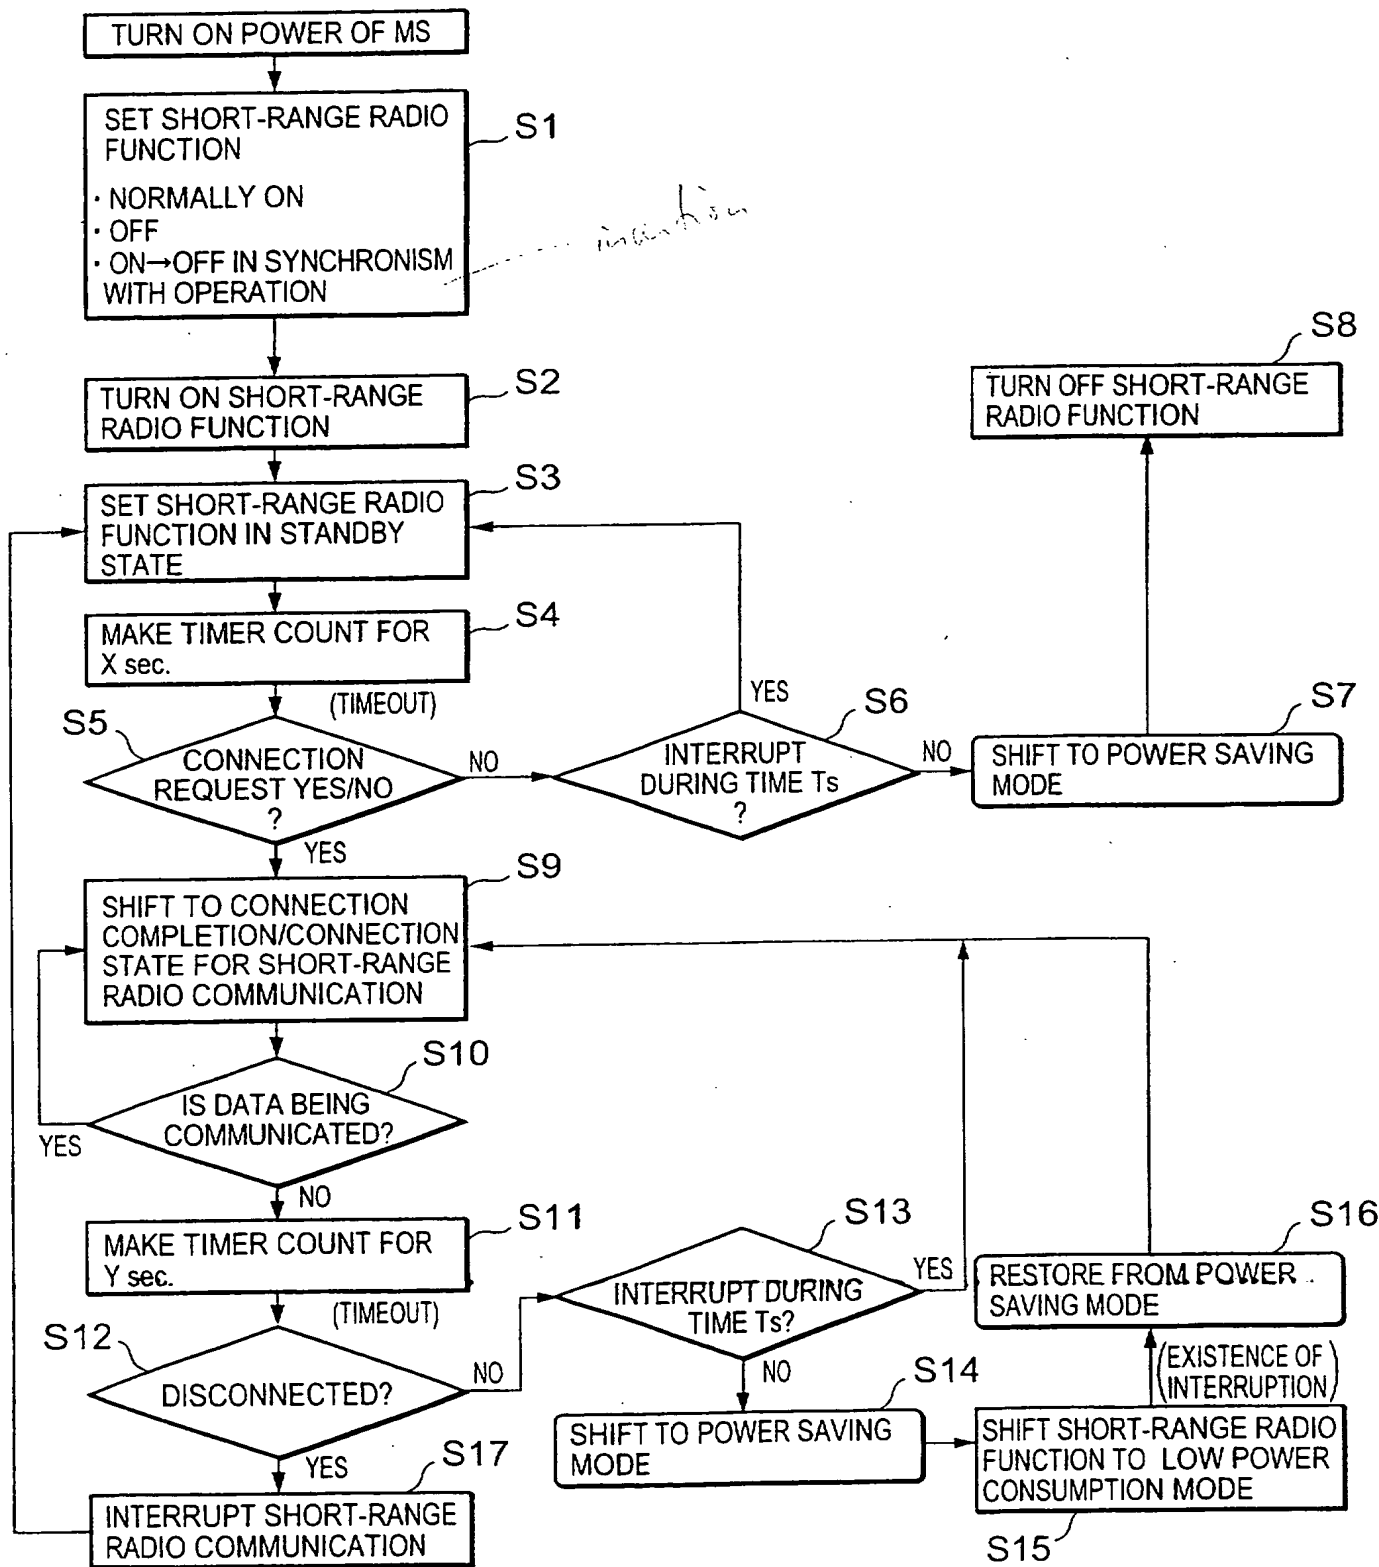 TURN ON POWER OF MS
SET SHORT-RANGE RADIO
FUNCTION
· NORMALLY ON
· OFF
· ON→OFF IN SYNCHRONISM
WITH OPERATION
S1
TURN ON SHORT-RANGE
RADIO FUNCTION
S2
S8
TURN OFF SHORT-RANGE
RADIO FUNCTION
SET SHORT-RANGE RADIO
FUNCTION IN STANDBY
STATE
S3
MAKE TIMER COUNT FOR
X sec.
S4
(TIMEOUT)
S5
CONNECTION
REQUEST YES/NO
?
NO
YES
YES
S6
INTERRUPT
DURING TIME Ts
?
NO
S7
SHIFT TO POWER SAVING
MODE
S9
SHIFT TO CONNECTION
COMPLETION/CONNECTION
STATE FOR SHORT-RANGE
RADIO COMMUNICATION
S10
IS DATA BEING
COMMUNICATED?
YES
NO
S11
MAKE TIMER COUNT FOR
Y sec.
(TIMEOUT)
S12
DISCONNECTED?
NO
YES
S13
INTERRUPT DURING
TIME Ts?
YES
NO
S14
SHIFT TO POWER SAVING
MODE
S16
RESTORE FROM POWER
SAVING MODE
(EXISTENCE OF
INTERRUPTION)
SHIFT SHORT-RANGE RADIO
FUNCTION TO LOW POWER
CONSUMPTION MODE
S15
S17
INTERRUPT SHORT-RANGE
RADIO COMMUNICATION